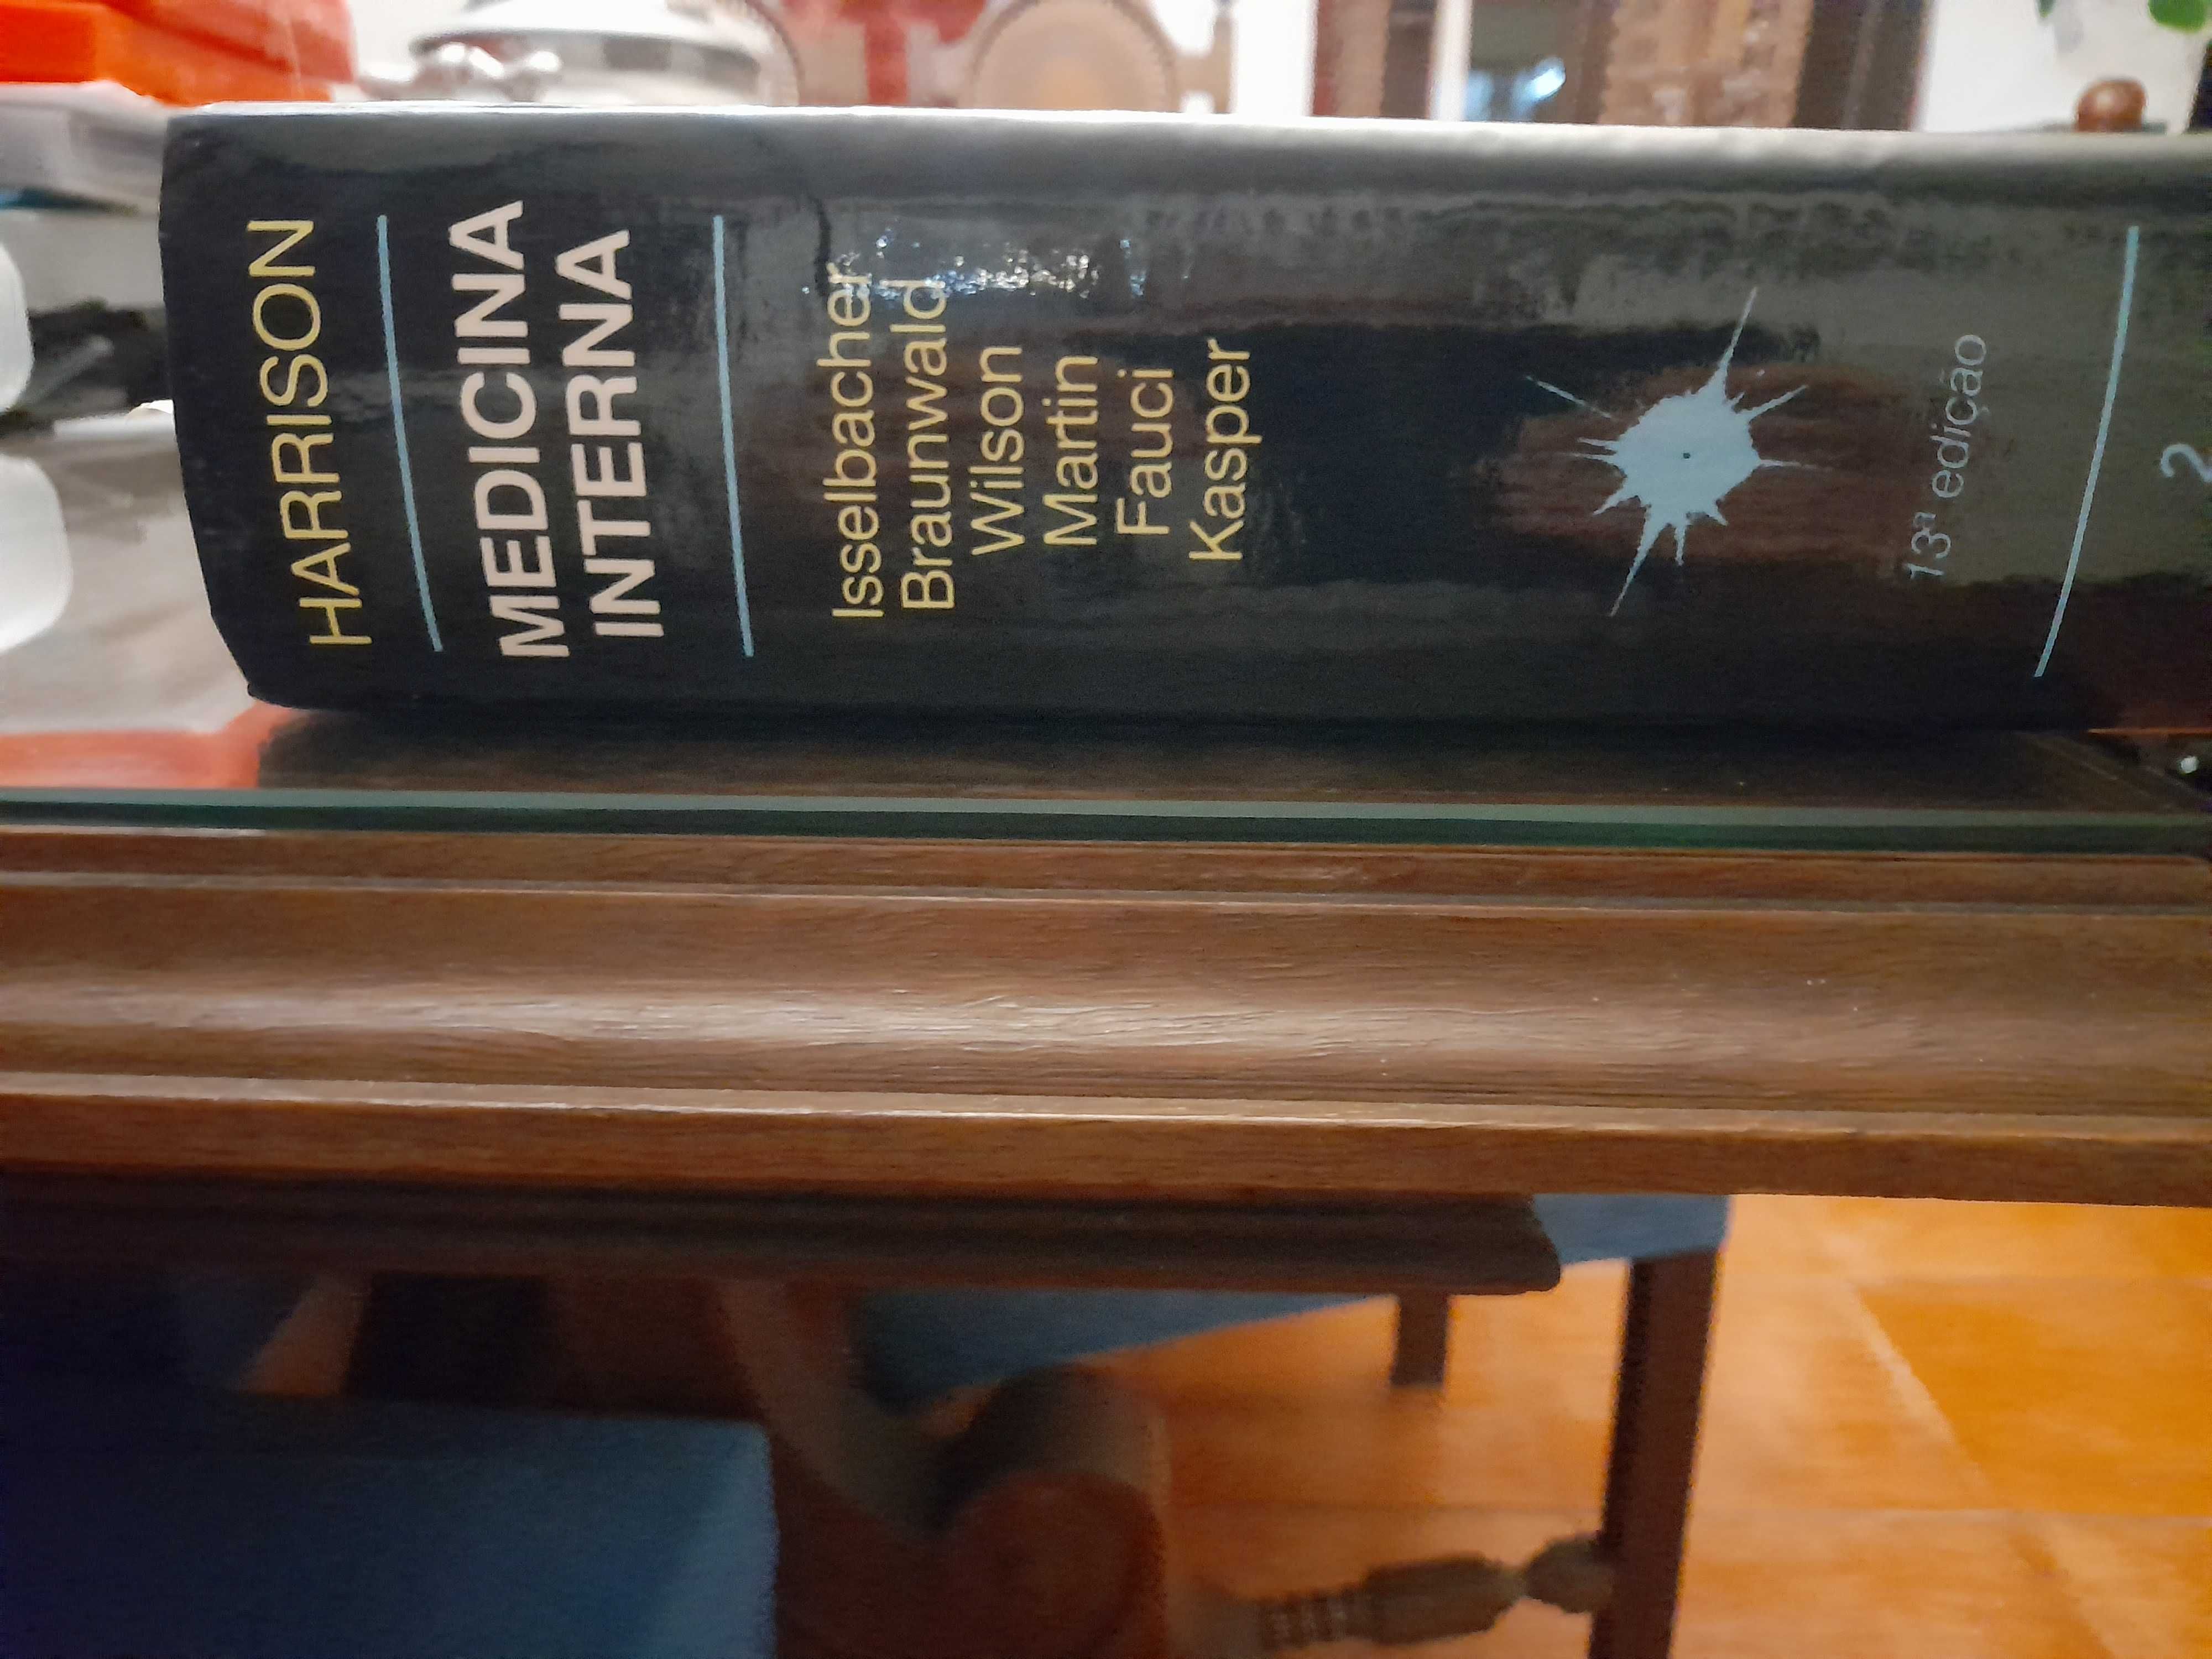 HARRISON
MEDICINA
INTERNA
Isselbacher
Braunwald
Wilson
Martin
Fauci
Kasper
13ª edição
2